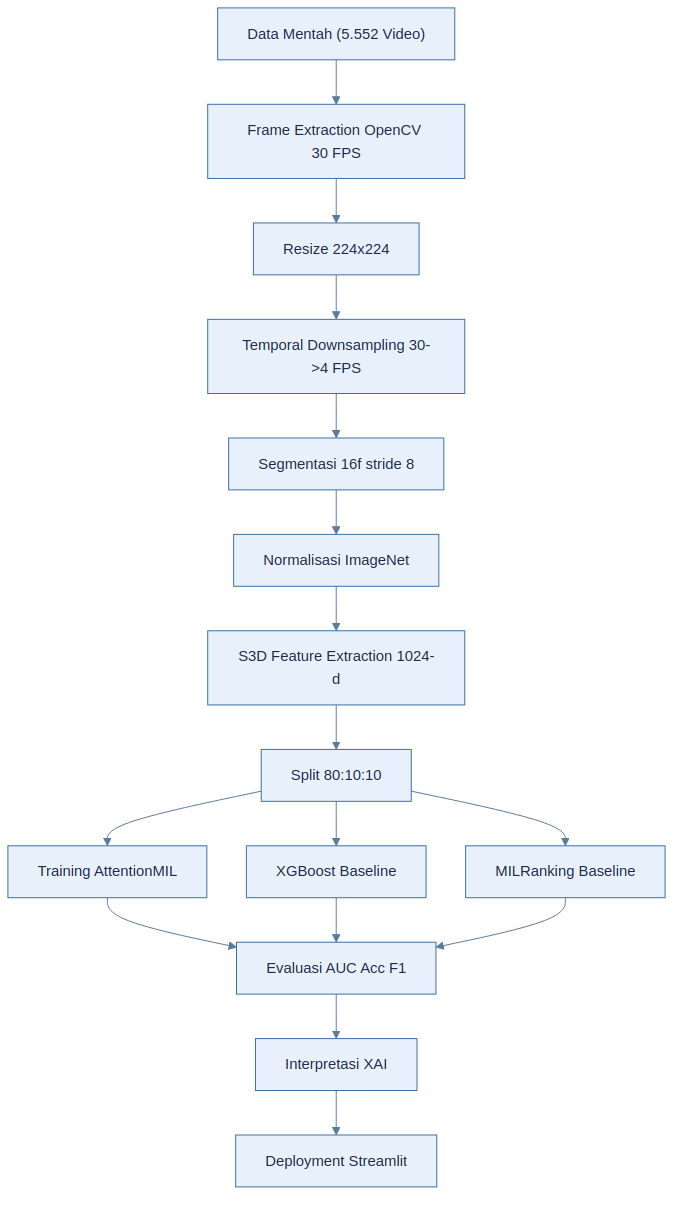 Data Mentah (5.552 Video)
Frame Extraction OpenCV
30 FPS
Resize 224x224
Temporal Downsampling 30-
>4 FPS
Segmentasi 16f stride 8
Normalisasi ImageNet
S3D Feature Extraction 1024-
d
Split 80:10:10
Training AttentionMIL
XGBoost Baseline
MILRanking Baseline
Evaluasi AUC Acc F1
Interpretasi XAI
Deployment Streamlit